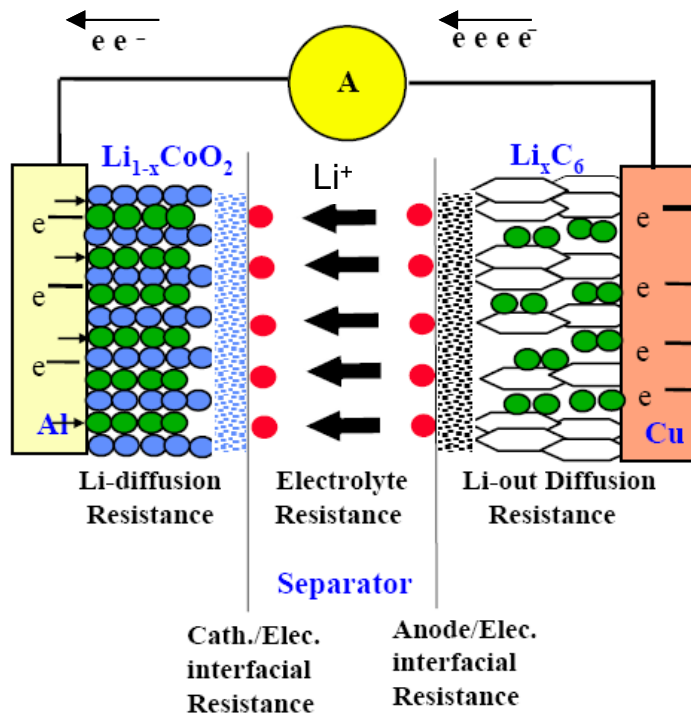 e e -
e e e e-
A
Li1-xCoO2
Li+
LixC6
e
e
e
e
e
e
e
Al
Cu
Li-diffusion
Resistance
Electrolyte
Resistance
Li-out Diffusion
Resistance
Separator
Cath./Elec.
interfacial
Resistance
Anode/Elec.
interfacial
Resistance